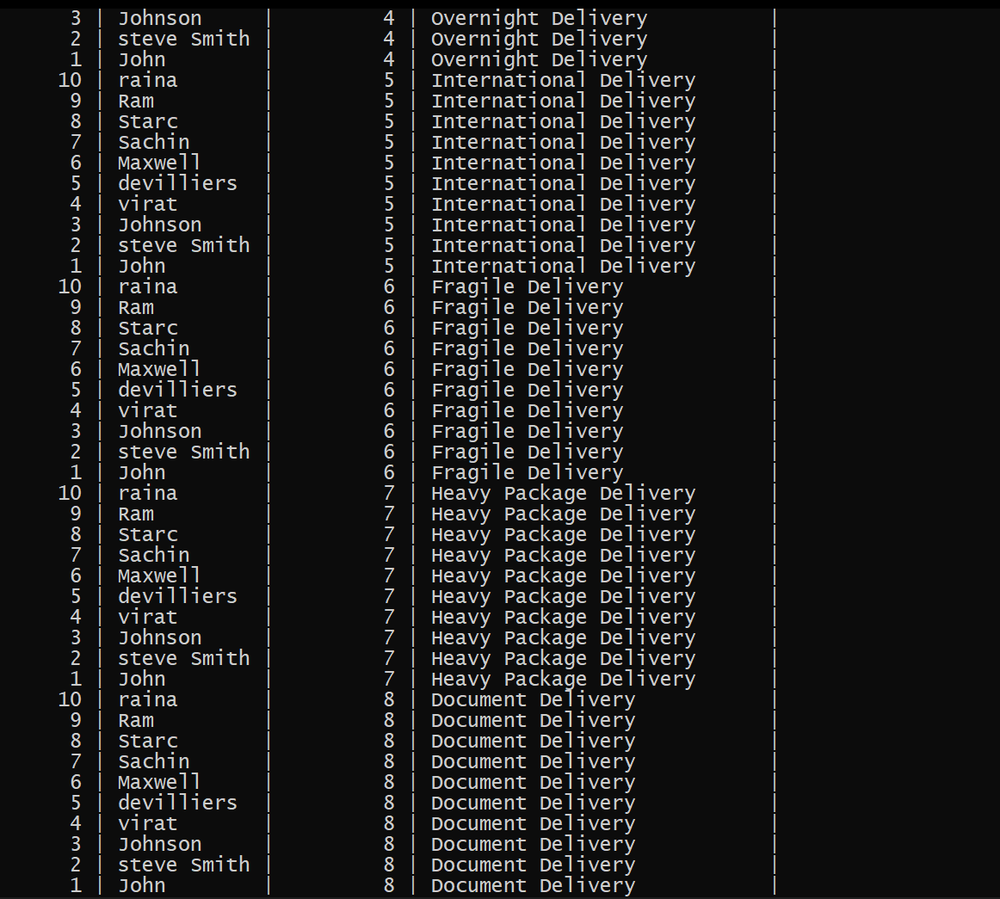 3 | Johnson | 4 | Overnight Delivery |
2 | steve Smith | 4 | Overnight Delivery |
1 | John | 4 | Overnight Delivery |
10 | raina | 5 | International Delivery |
9 | Ram | 5 | International Delivery |
8 | Starc | 5 | International Delivery |
7 | Sachin | 5 | International Delivery |
6 | Maxwell | 5 | International Delivery |
5 | devilliers | 5 | International Delivery |
4 | virat | 5 | International Delivery |
3 | Johnson | 5 | International Delivery |
2 | steve Smith | 5 | International Delivery |
1 | John | 5 | International Delivery |
10 | raina | 6 | Fragile Delivery |
9 | Ram | 6 | Fragile Delivery |
8 | Starc | 6 | Fragile Delivery |
7 | Sachin | 6 | Fragile Delivery |
6 | Maxwell | 6 | Fragile Delivery |
5 | devilliers | 6 | Fragile Delivery |
4 | virat | 6 | Fragile Delivery |
3 | Johnson | 6 | Fragile Delivery |
2 | steve Smith | 6 | Fragile Delivery |
1 | John | 6 | Fragile Delivery |
10 | raina | 7 | Heavy Package Delivery |
9 | Ram | 7 | Heavy Package Delivery |
8 | Starc | 7 | Heavy Package Delivery |
7 | Sachin | 7 | Heavy Package Delivery |
6 | Maxwell | 7 | Heavy Package Delivery |
5 | devilliers | 7 | Heavy Package Delivery |
4 | virat | 7 | Heavy Package Delivery |
3 | Johnson | 7 | Heavy Package Delivery |
2 | steve Smith | 7 | Heavy Package Delivery |
1 | John | 7 | Heavy Package Delivery |
10 | raina | 8 | Document Delivery |
9 | Ram | 8 | Document Delivery |
8 | Starc | 8 | Document Delivery |
7 | Sachin | 8 | Document Delivery |
6 | Maxwell | 8 | Document Delivery |
5 | devilliers | 8 | Document Delivery |
4 | virat | 8 | Document Delivery |
3 | Johnson | 8 | Document Delivery |
2 | steve Smith | 8 | Document Delivery |
1 | John | 8 | Document Delivery |